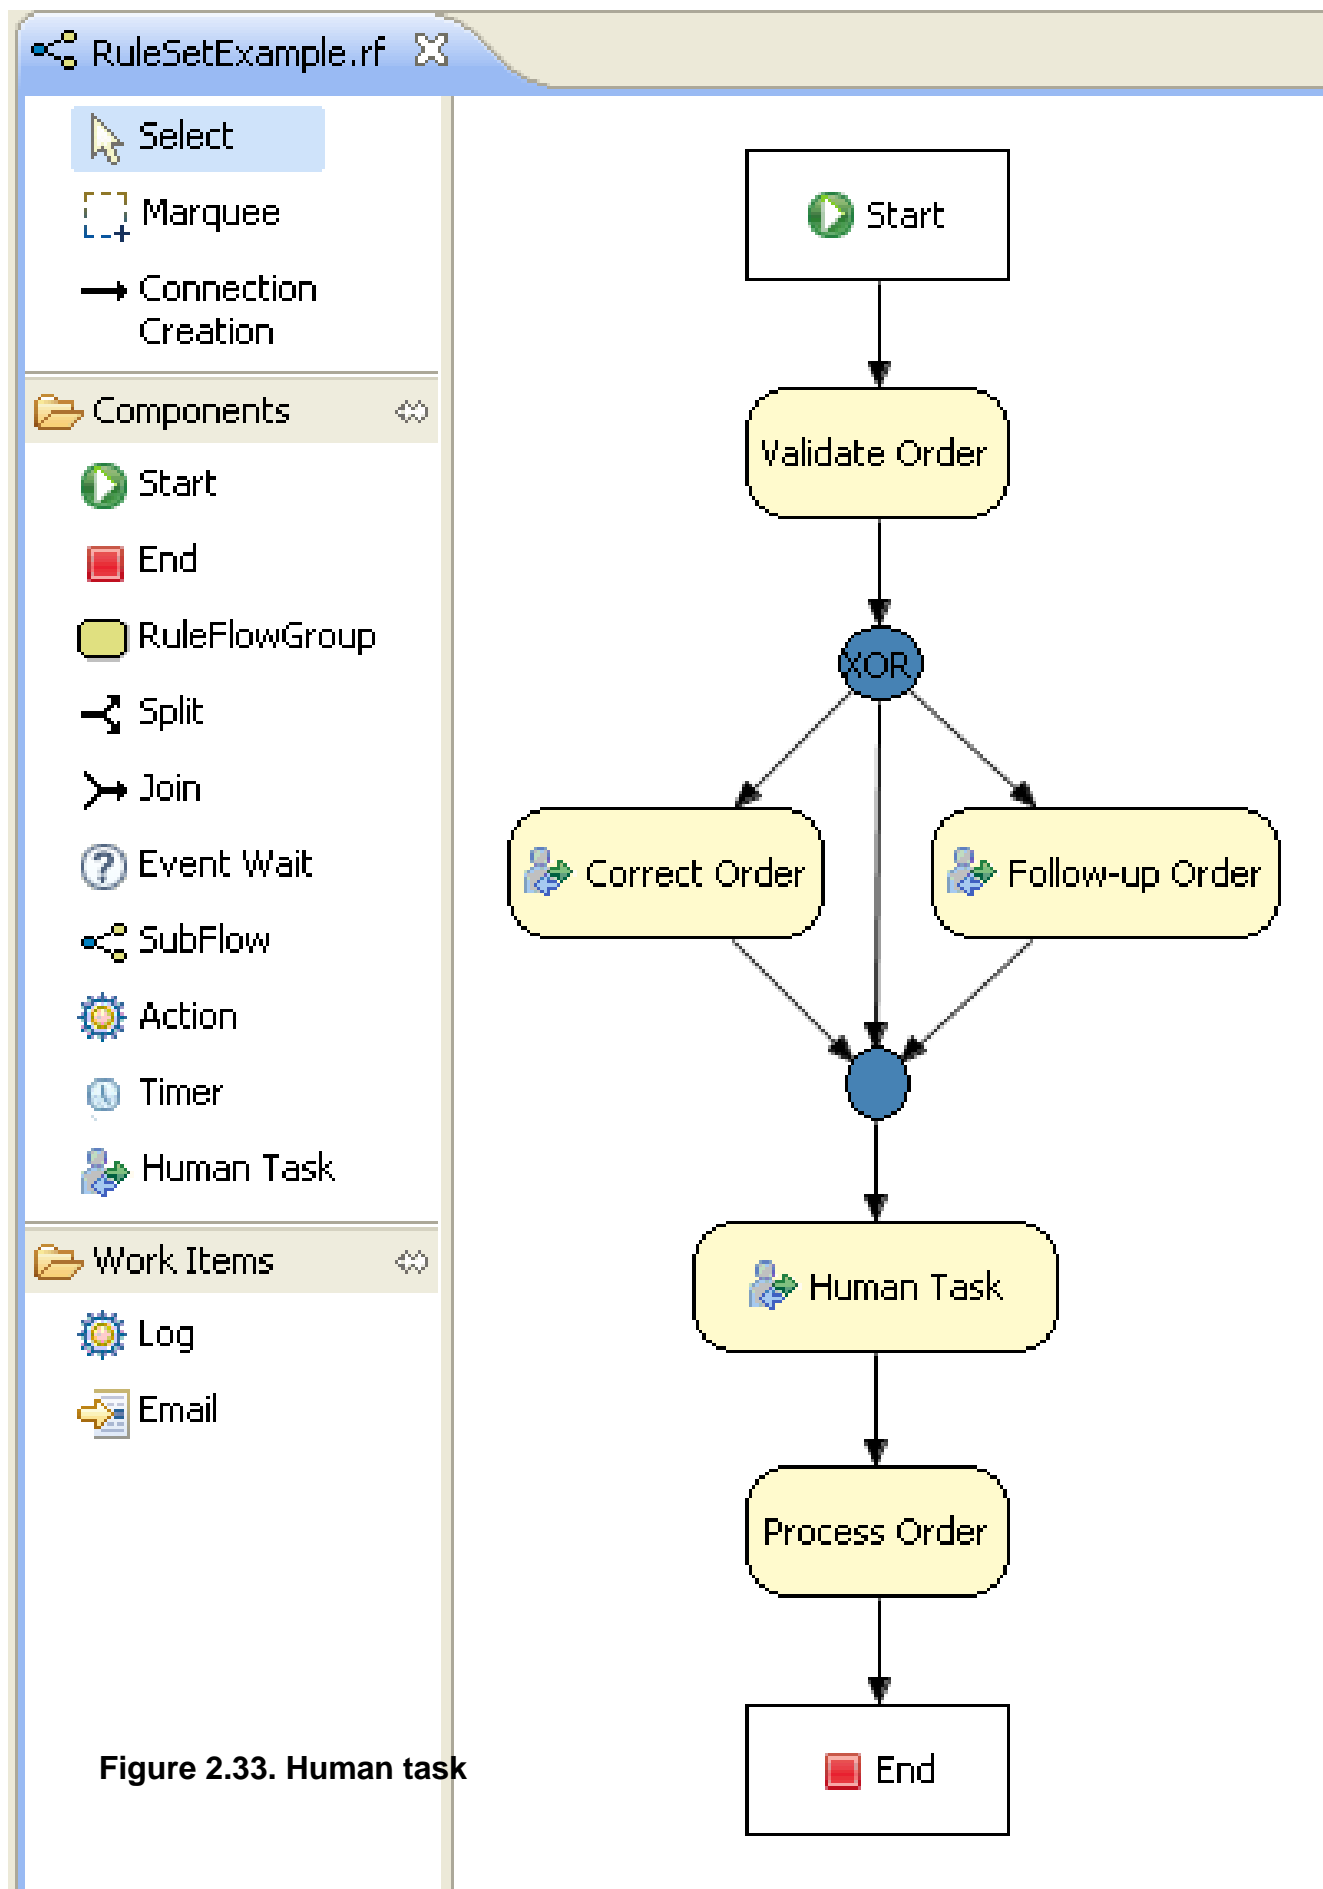 RuleSetExample.rf
Select
Marquee
Connection
Creation
Components
Start
End
RuleFlowGroup
Split
Join
Event Wait
SubFlow
Action
Timer
Human Task
Work Items
Log
Email
Start
Validate Order
XOR
Correct Order
Follow-up Order
Human Task
Process Order
End
Figure 2.33. Human task